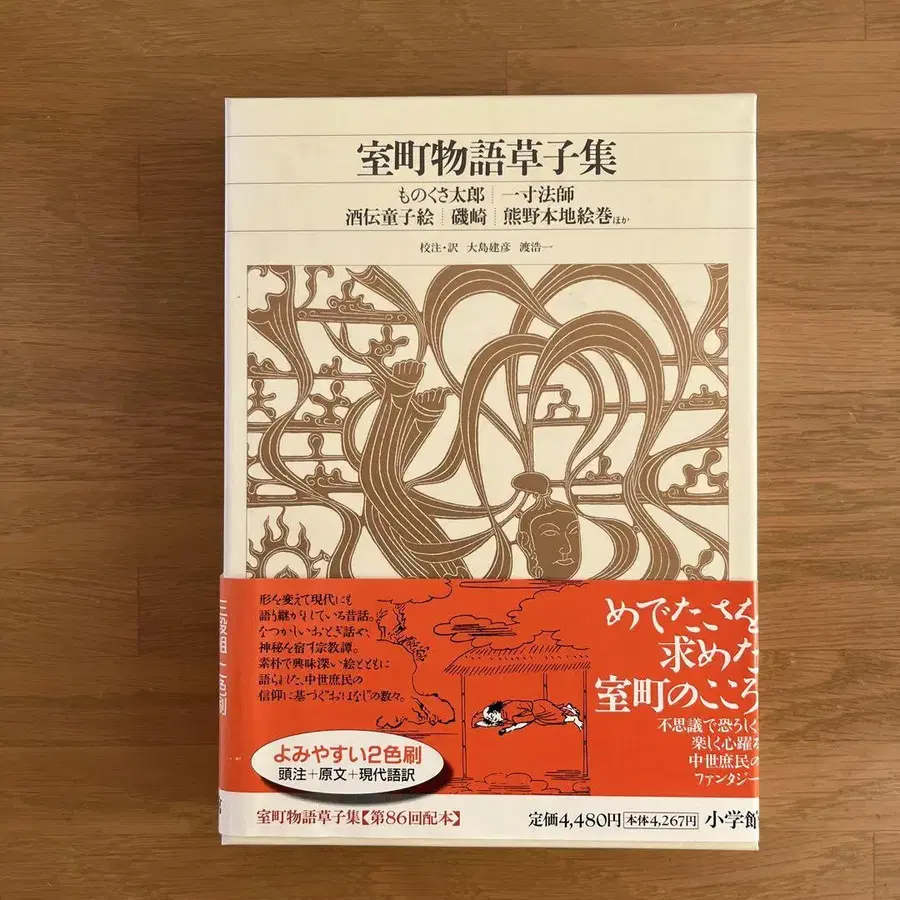 室町物語草子集
ものくさ太郎 一寸法師
酒伝童子絵 磯崎 熊野本地絵巻ほか
校注・訳 大島建彦 渡浩一
形を変えて現代にも
語り継がれている昔話。
なつかしいおとぎ話や、
神秘を宿す宗教譚。
素朴で興味深い絵とともに
語られた、中世庶民の
信仰に基づく“おはなし”の数々。
めでたさを
求めた
室町のこころ
不思議で恐ろしく
楽しく心躍る
中世庶民の
ファンタジー
よみやすい2色刷
頭注+原文+現代語訳
室町物語草子集【第86回配本】
定価4,480円 本体4,267円 小学館